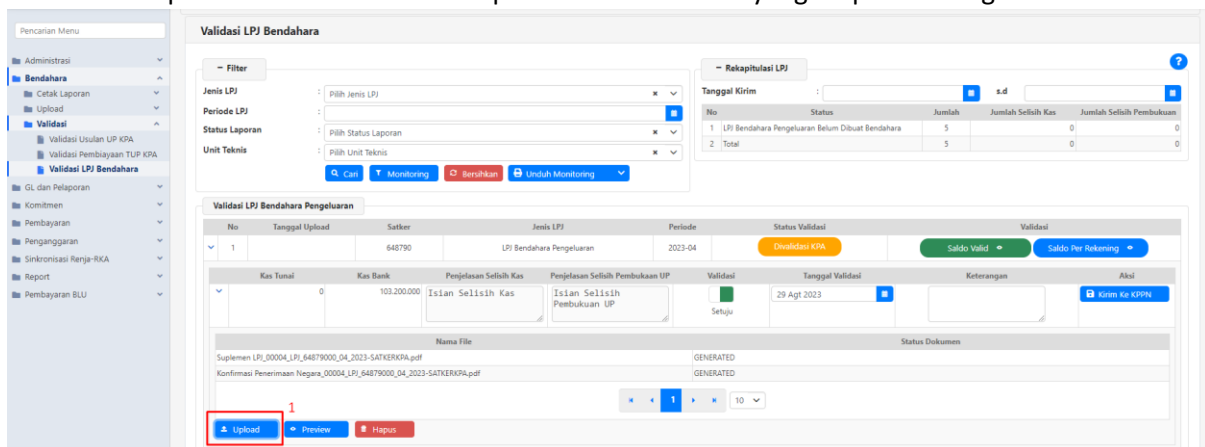 Pencarian Menu
Administrasi
Bendahara
Cetak Laporan
Upload
Validasi
Validasi Usulan UP KPA
Validasi Pembiayaan TUP KPA
Validasi LPJ Bendahara
GL dan Pelaporan
Komitmen
Pembayaran
Penganggaran
Sinkronisasi Renja-RKA
Report
Pembayaran BLU
Validasi LPJ Bendahara
− Filter
Jenis LPJ : Pilih Jenis LPJ
Periode LPJ :
Status Laporan : Pilih Status Laporan
Unit Teknis : Pilih Unit Teknis
Cari Monitoring Bersihkan Unduh Monitoring
− Rekapitulasi LPJ
?
Tanggal Kirim : s.d
No Status Jumlah Jumlah Selisih Kas Jumlah Selisih Pembukuan
1 LPJ Bendahara Pengeluaran Belum Dibuat Bendahara 5 0 0
2 Total 5 0 0
Validasi LPJ Bendahara Pengeluaran
No Tanggal Upload Satker Jenis LPJ Periode Status Validasi Validasi
1 648790 LPJ Bendahara Pengeluaran 2023-04 Divalidasi KPA Saldo Valid Saldo Per Rekening
Kas Tunai Kas Bank Penjelasan Selisih Kas Penjelasan Selisih Pembukuan UP Validasi Tanggal Validasi Keterangan Aksi
0 103.200.000 Isian Selisih Kas Isian Selisih 29 Agt 2023 Kirim Ke KPPN
Pembukuan UP Setuju
Nama File Status Dokumen
Suplemen LPJ_00004_LPJ_64879000_04_2023-SATKERKPA.pdf GENERATED
Konfirmasi Penerimaan Negara_00004_LPJ_64879000_04_2023-SATKERKPA.pdf GENERATED
1 10
1
Upload Preview Hapus